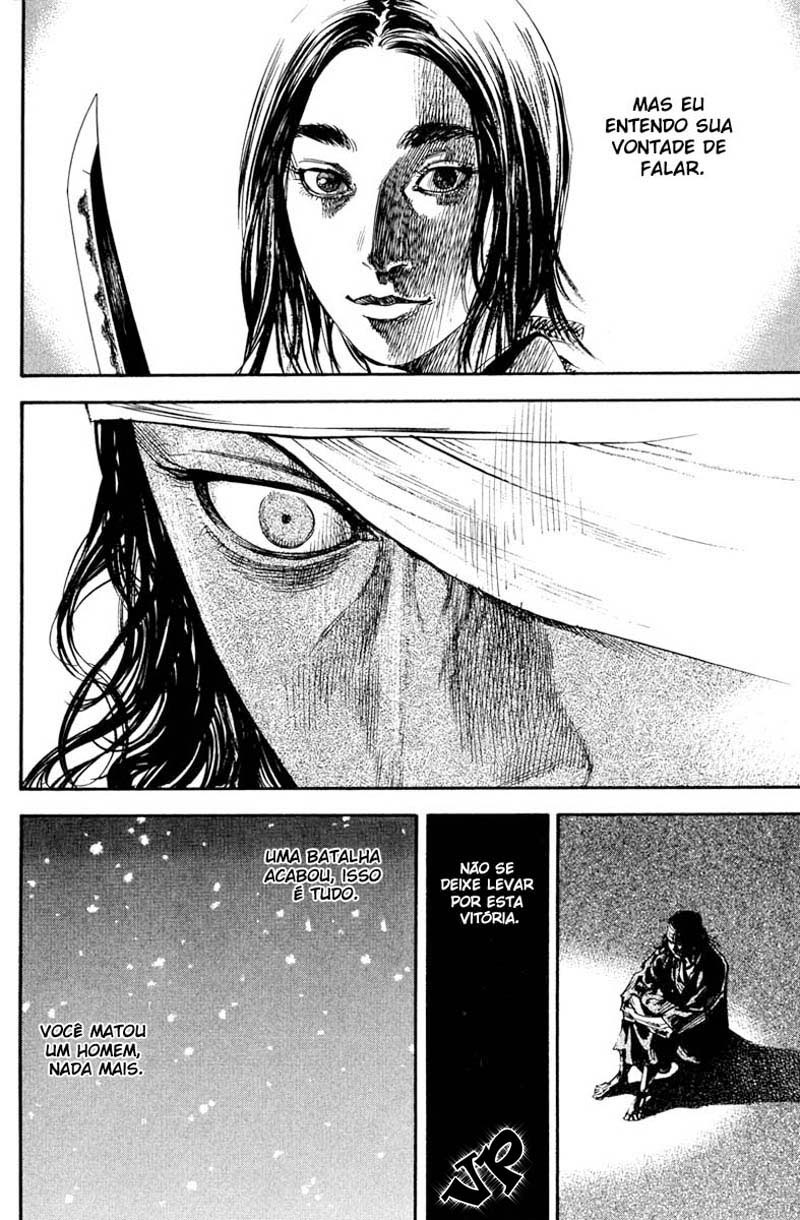 MAS EU
ENTENDO SUA
VONTADE DE
FALAR.
UMA BATALHA
ACABOU, ISSO
É TUDO.
VOCÊ MATOU
UM HOMEM,
NADA MAIS.
NÃO SE
DEIXE LEVAR
POR ESTA
VITÓRIA.
VP